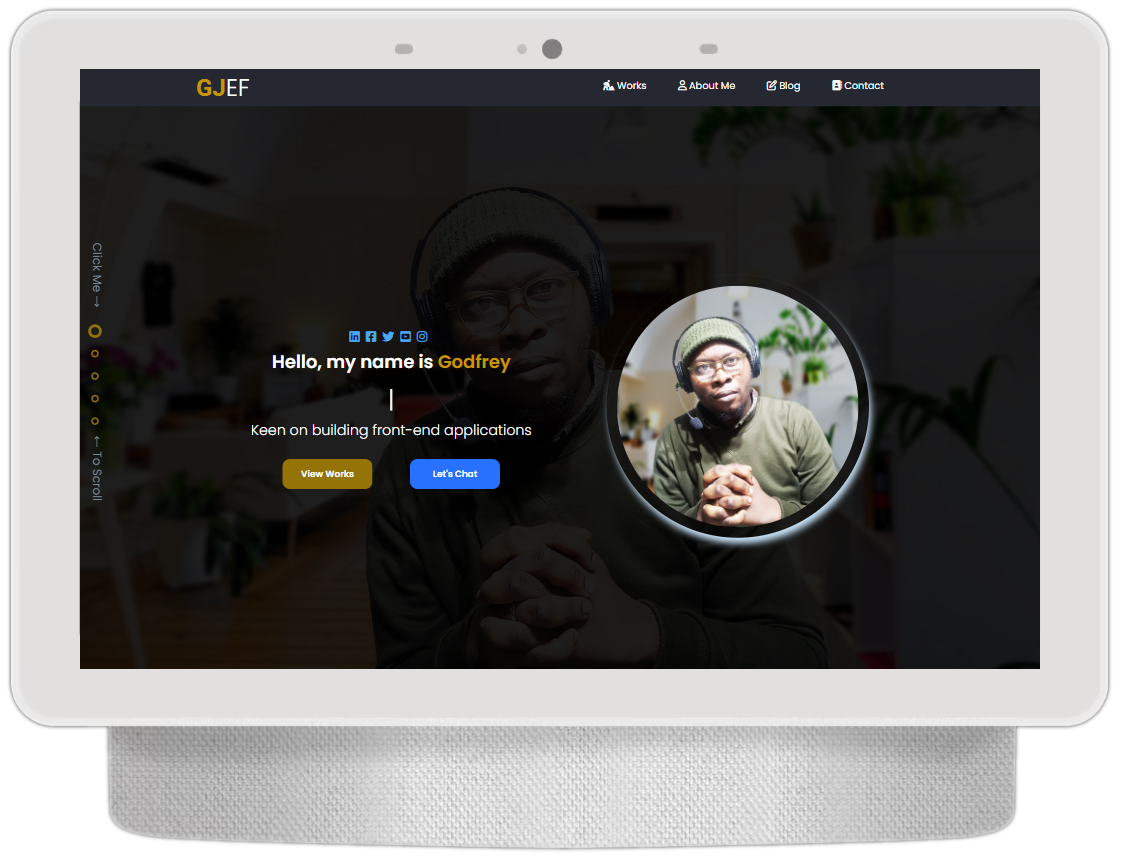 GJEF
Works
About Me
Blog
Contact
Click Me →
← To Scroll
Hello, my name is Godfrey
|
Keen on building front-end applications
View Works
Let's Chat